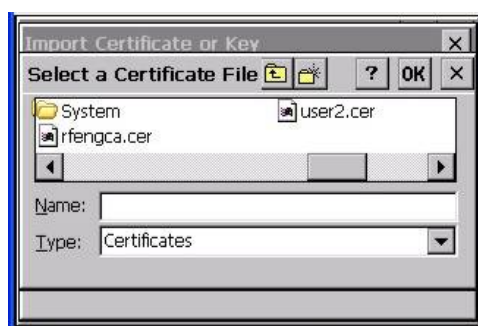 Import Certificate or Key
Select a Certificate File ? OK ×
System user2.cer
rfengca.cer
Name:
Type: Certificates